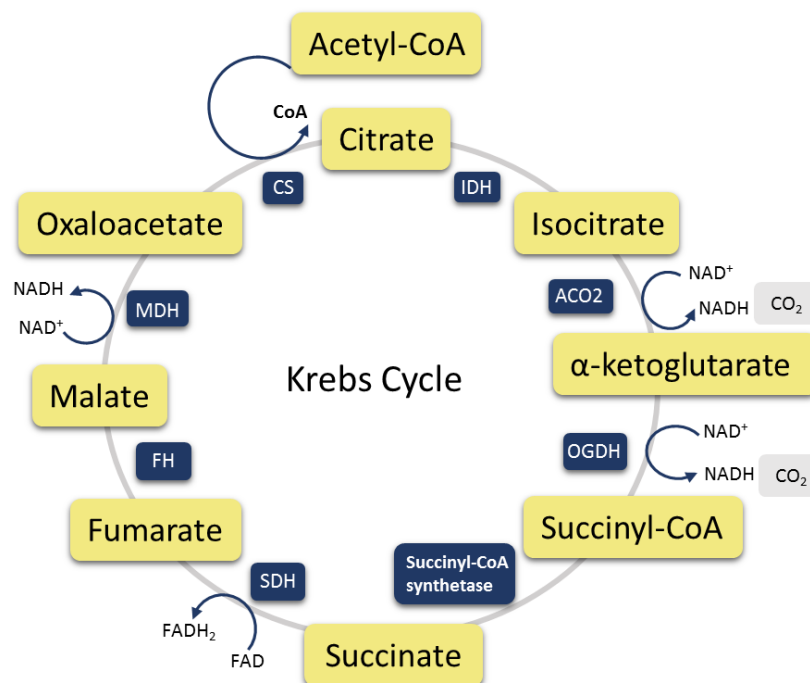 Acetyl-CoA
CoA
Citrate
CS
IDH
Oxaloacetate
Isocitrate
NAD⁺
NADH
ACO2
NADH
CO₂
MDH
NAD⁺
α-ketoglutarate
Krebs Cycle
Malate
NAD⁺
OGDH
FH
NADH
CO₂
Fumarate
Succinyl-CoA
Succinyl-CoA
synthetase
SDH
FADH₂
FAD
Succinate